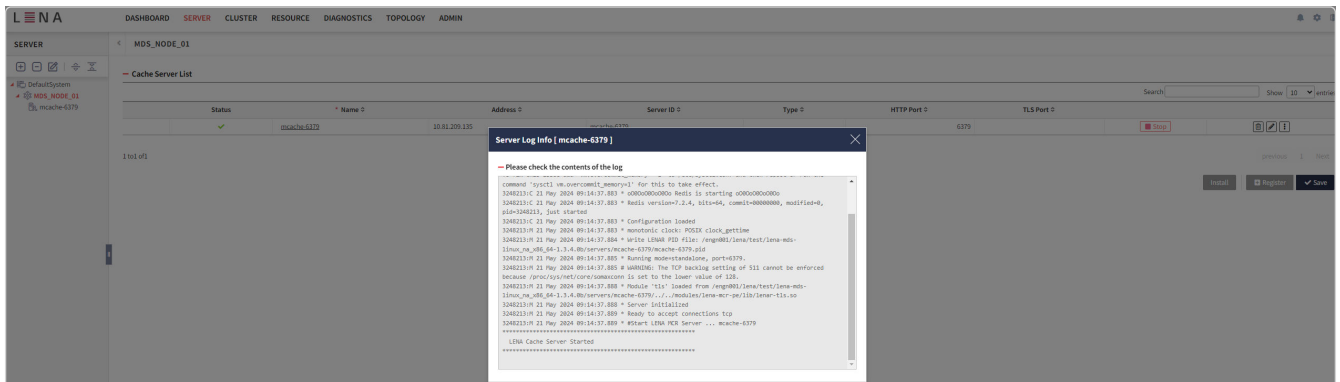 LENA
DASHBOARD SERVER CLUSTER RESOURCE DIAGNOSTICS TOPOLOGY ADMIN
SERVER
MDS_NODE_01
DefaultSystem
MDS_NODE_01
mcache-6379
Cache Server List
Search
Show 10 entries
Status * Name Address Server ID Type HTTP Port TLS Port
mcache-6379 10.81.209.135 mcache-6379 6379 Stop
1 to1 of1
previous 1 next
Install Register Save
Server Log Info [ mcache-6379 ]
Please check the contents of the log
command 'sysctl vm.overcommit_memory=1' for this to take effect.
3248213:C 21 May 2024 09:14:37.883 * oO0OoO0OoO0Oo Redis is starting oO0OoO0OoO0Oo
3248213:C 21 May 2024 09:14:37.883 * Redis version=7.2.4, bits=64, commit=00000000, modified=0,
pid=3248213, just started
3248213:C 21 May 2024 09:14:37.883 * Configuration loaded
3248213:M 21 May 2024 09:14:37.883 * monotonic clock: POSIX clock_gettime
3248213:M 21 May 2024 09:14:37.884 * Write LENAR PID file: /engn001/lena/test/lena-mds-
linux_na_x86_64-1.3.4.0b/servers/mcache-6379/mcache-6379.pid
3248213:M 21 May 2024 09:14:37.885 * Running mode=standalone, port=6379.
3248213:M 21 May 2024 09:14:37.885 # WARNING: The TCP backlog setting of 511 cannot be enforced
because /proc/sys/net/core/somaxconn is set to the lower value of 128.
3248213:M 21 May 2024 09:14:37.888 * Module 'tls' loaded from /engn001/lena/test/lena-mds-
linux_na_x86_64-1.3.4.0b/servers/mcache-6379/../../modules/lena-mcr-pe/lib/lenar-tls.so
3248213:M 21 May 2024 09:14:37.888 * Server initialized
3248213:M 21 May 2024 09:14:37.889 * Ready to accept connections tcp
3248213:M 21 May 2024 09:14:37.889 * #Start LENA MCR Server ... mcache-6379
*********************************************************
LENA Cache Server Started
*********************************************************